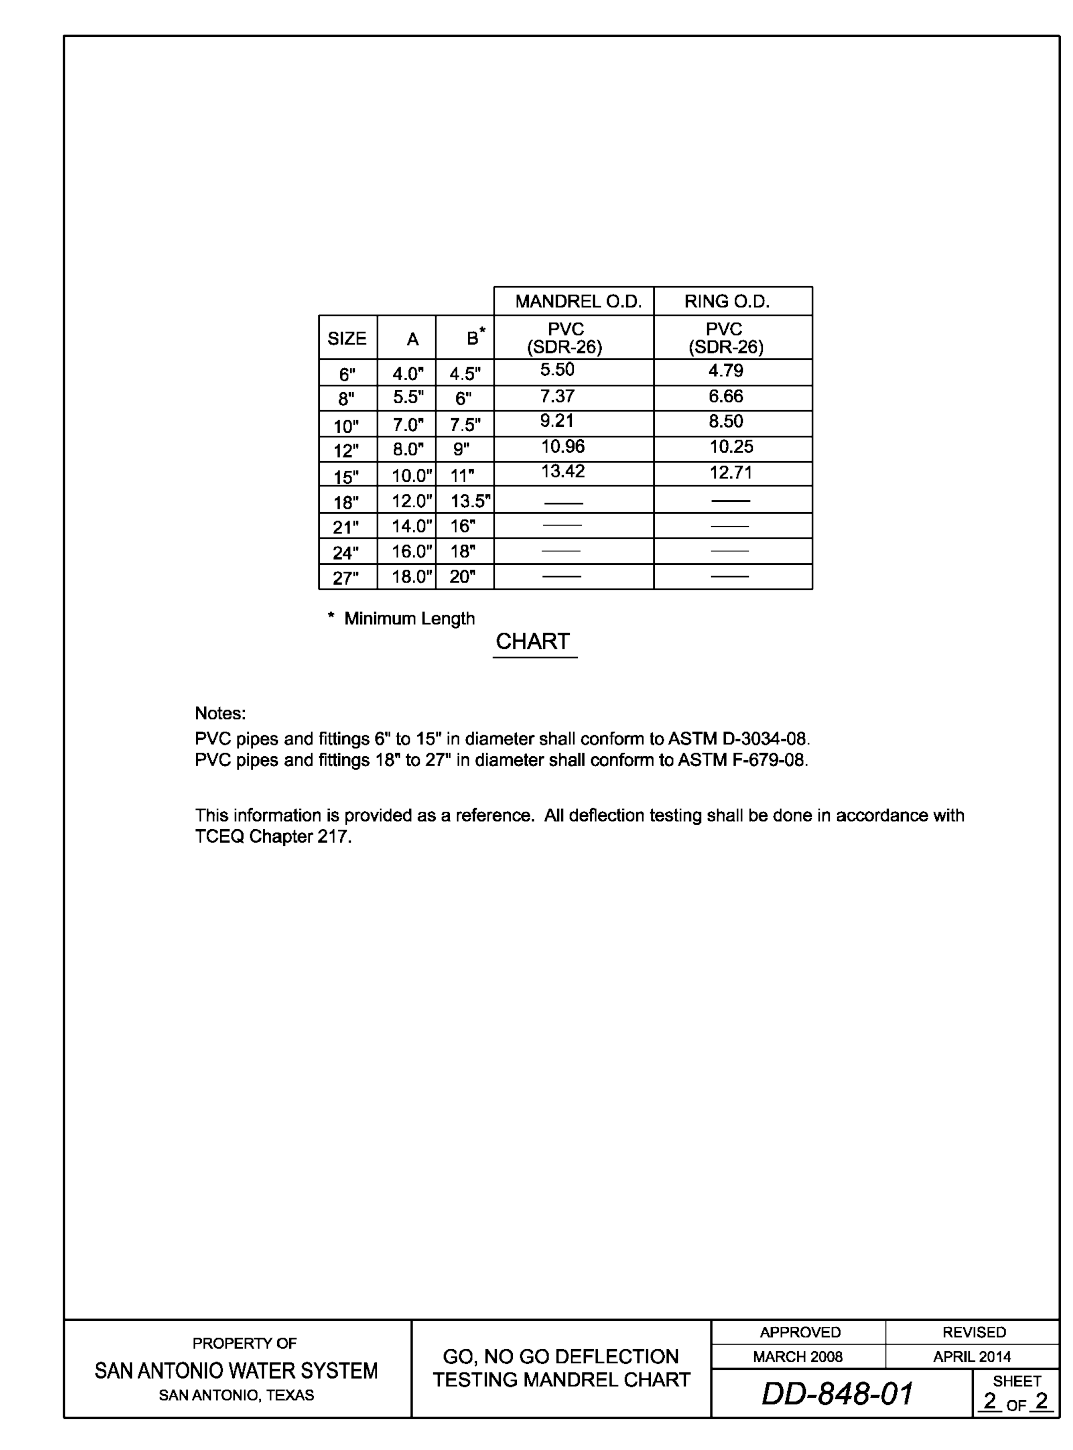 MANDREL O.D. RING O.D.
SIZE A B* PVC (SDR-26) PVC (SDR-26)
6" 4.0" 4.5" 5.50 4.79
8" 5.5" 6" 7.37 6.66
10" 7.0" 7.5" 9.21 8.50
12" 8.0" 9" 10.96 10.25
15" 10.0" 11" 13.42 12.71
18" 12.0" 13.5" —— ——
21" 14.0" 16" —— ——
24" 16.0" 18" —— ——
27" 18.0" 20" —— ——
* Minimum Length
CHART
Notes:
PVC pipes and fittings 6" to 15" in diameter shall conform to ASTM D-3034-08.
PVC pipes and fittings 18" to 27" in diameter shall conform to ASTM F-679-08.
This information is provided as a reference. All deflection testing shall be done in accordance with
TCEQ Chapter 217.
PROPERTY OF
SAN ANTONIO WATER SYSTEM
SAN ANTONIO, TEXAS
GO, NO GO DEFLECTION
TESTING MANDREL CHART
APPROVED REVISED
MARCH 2008 APRIL 2014
DD-848-01
SHEET
2 OF 2